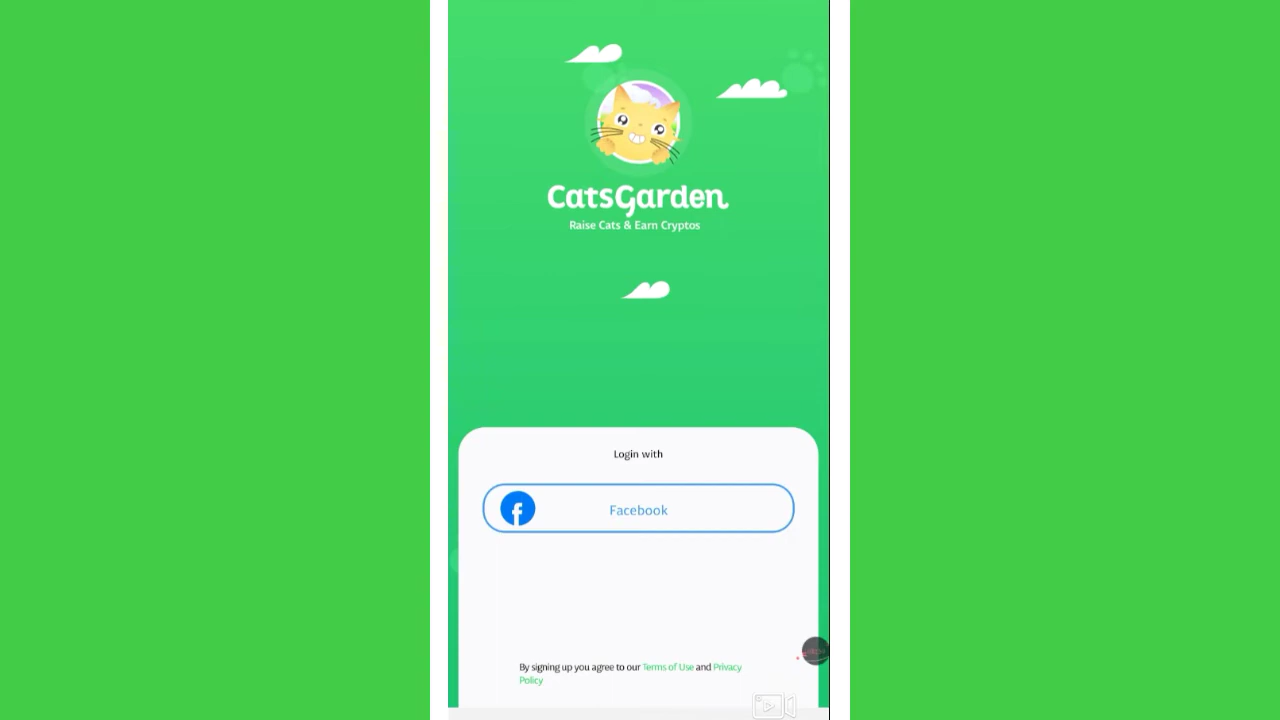 CatsGarden
Raise Cats & Earn Cryptos
Login with
Facebook
By signing up you agree to our Terms of Use and Privacy
Policy